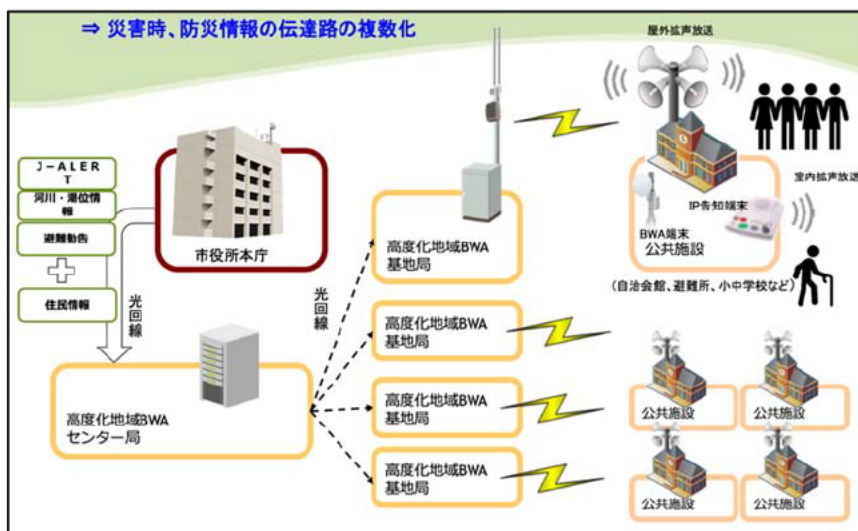 ⇒ 災害時、防災情報の伝達路の複数化
J－ALER
T
河川・潮位情
報
避難勧告
住民情報
光回線
市役所本庁
高度化地域BWA
センター局
光回線
高度化地域BWA
基地局
高度化地域BWA
基地局
高度化地域BWA
基地局
高度化地域BWA
基地局
屋外拡声放送
室内拡声放送
IP告知端末
BWA端末
公共施設
（自治会館、避難所、小中学校など）
公共施設
公共施設
公共施設
公共施設